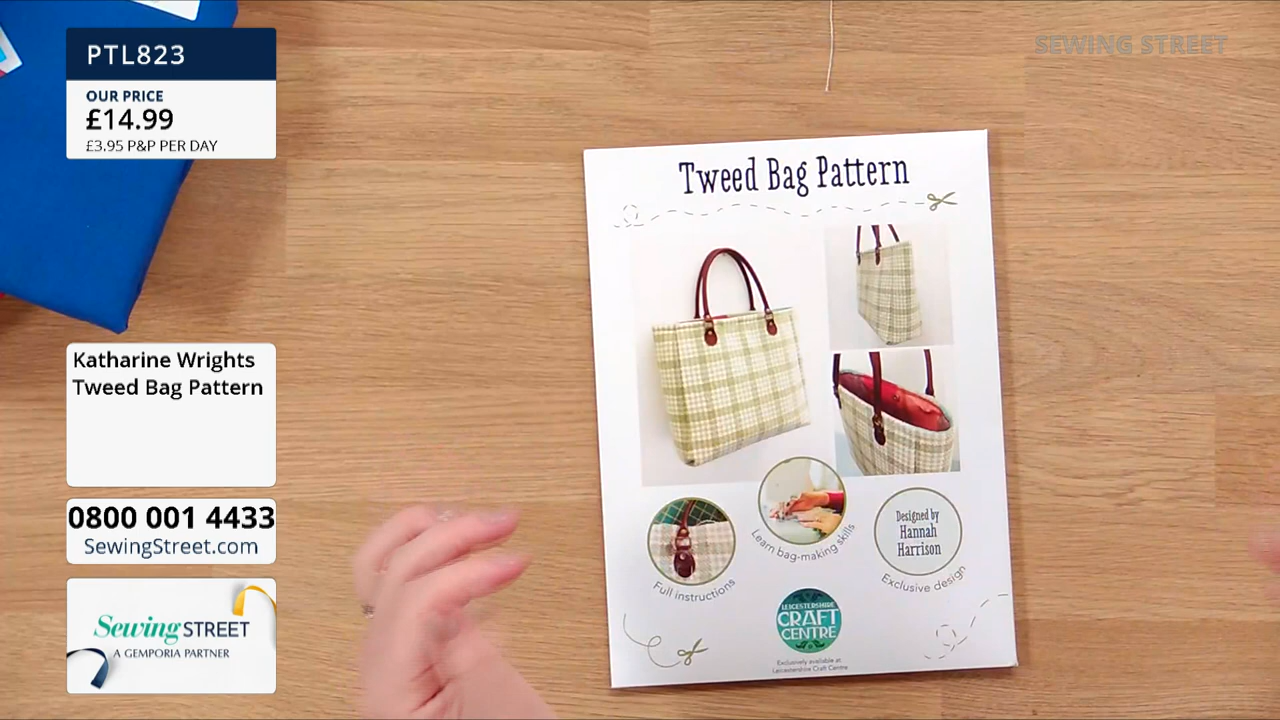 PTL823
OUR PRICE
£14.99
£3.95 P&P PER DAY
Katharine Wrights
Tweed Bag Pattern
0800 001 4433
SewingStreet.com
Sewing STREET
A GEMPORIA PARTNER
SEWING STREET
Tweed Bag Pattern
Full instructions
Learn bag-making skills
Designed by
Hannah
Harrison
Exclusive design
LEICESTERSHIRE
CRAFT
CENTRE
Exclusively available at
Leicestershire Craft Centre